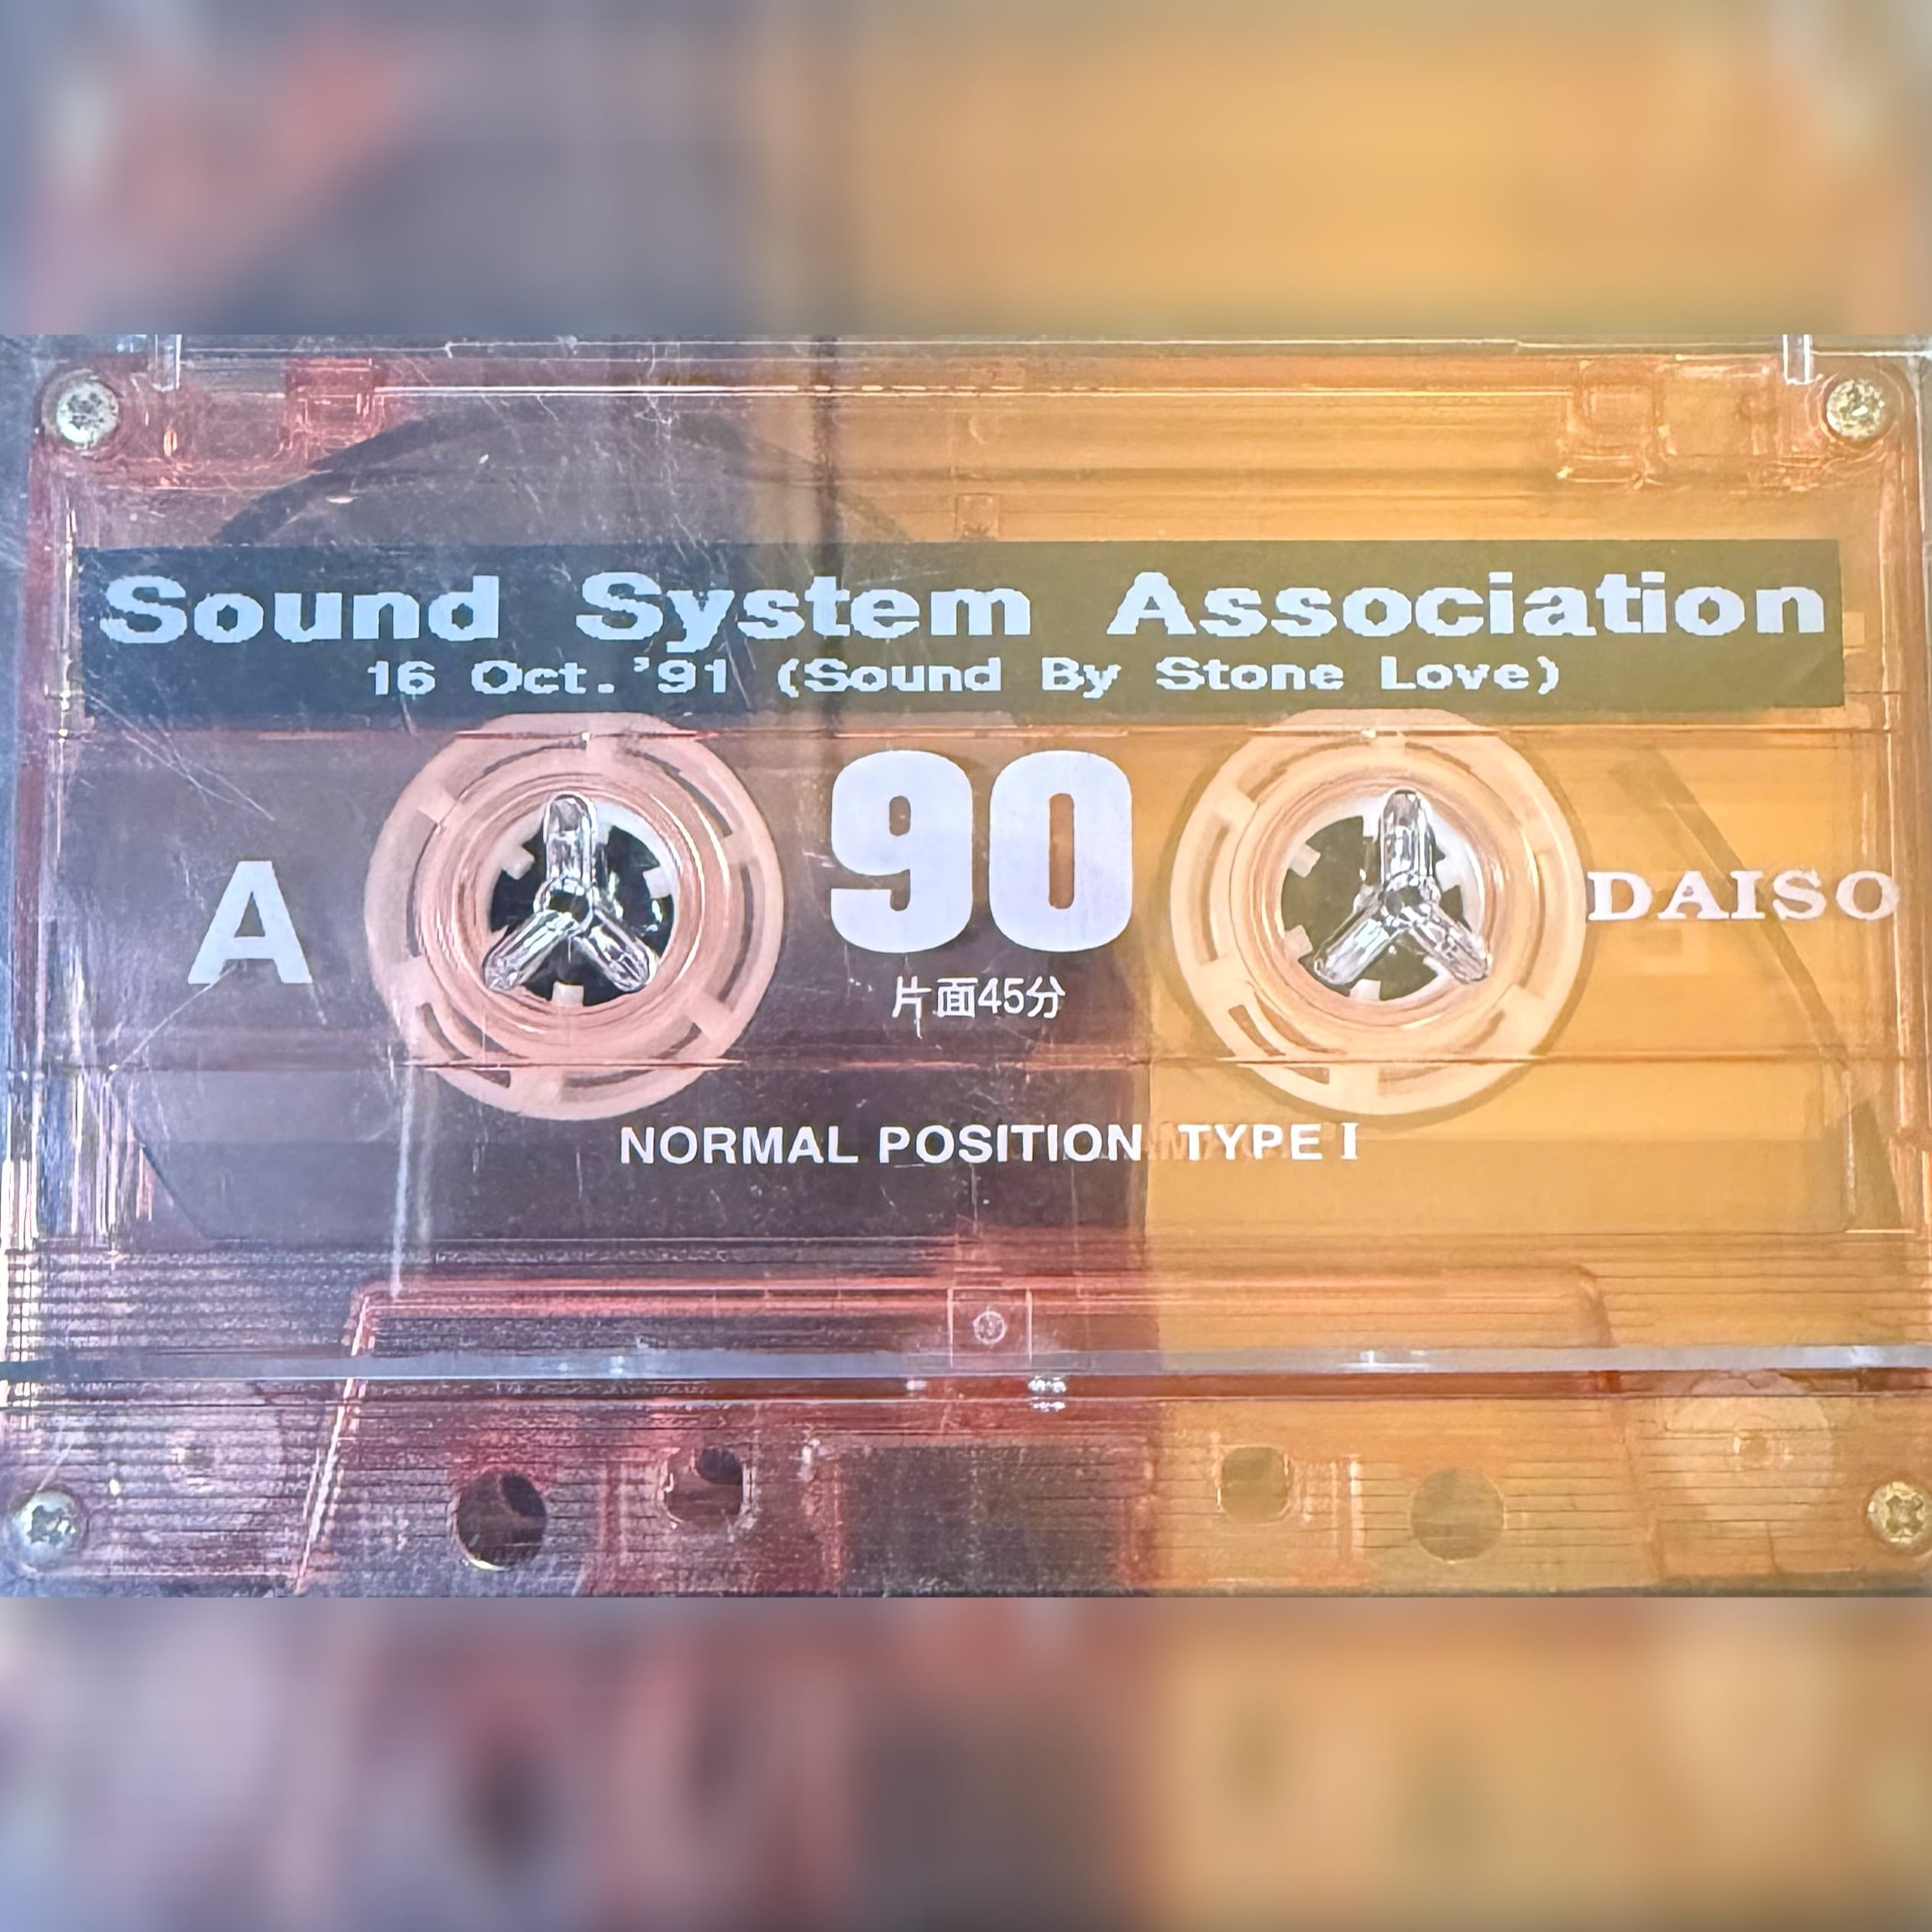 Sound System Association
16 Oct.'91 (Sound By Stone Love)
A
90
DAISO
片面45分
NORMAL POSITION TYPE I